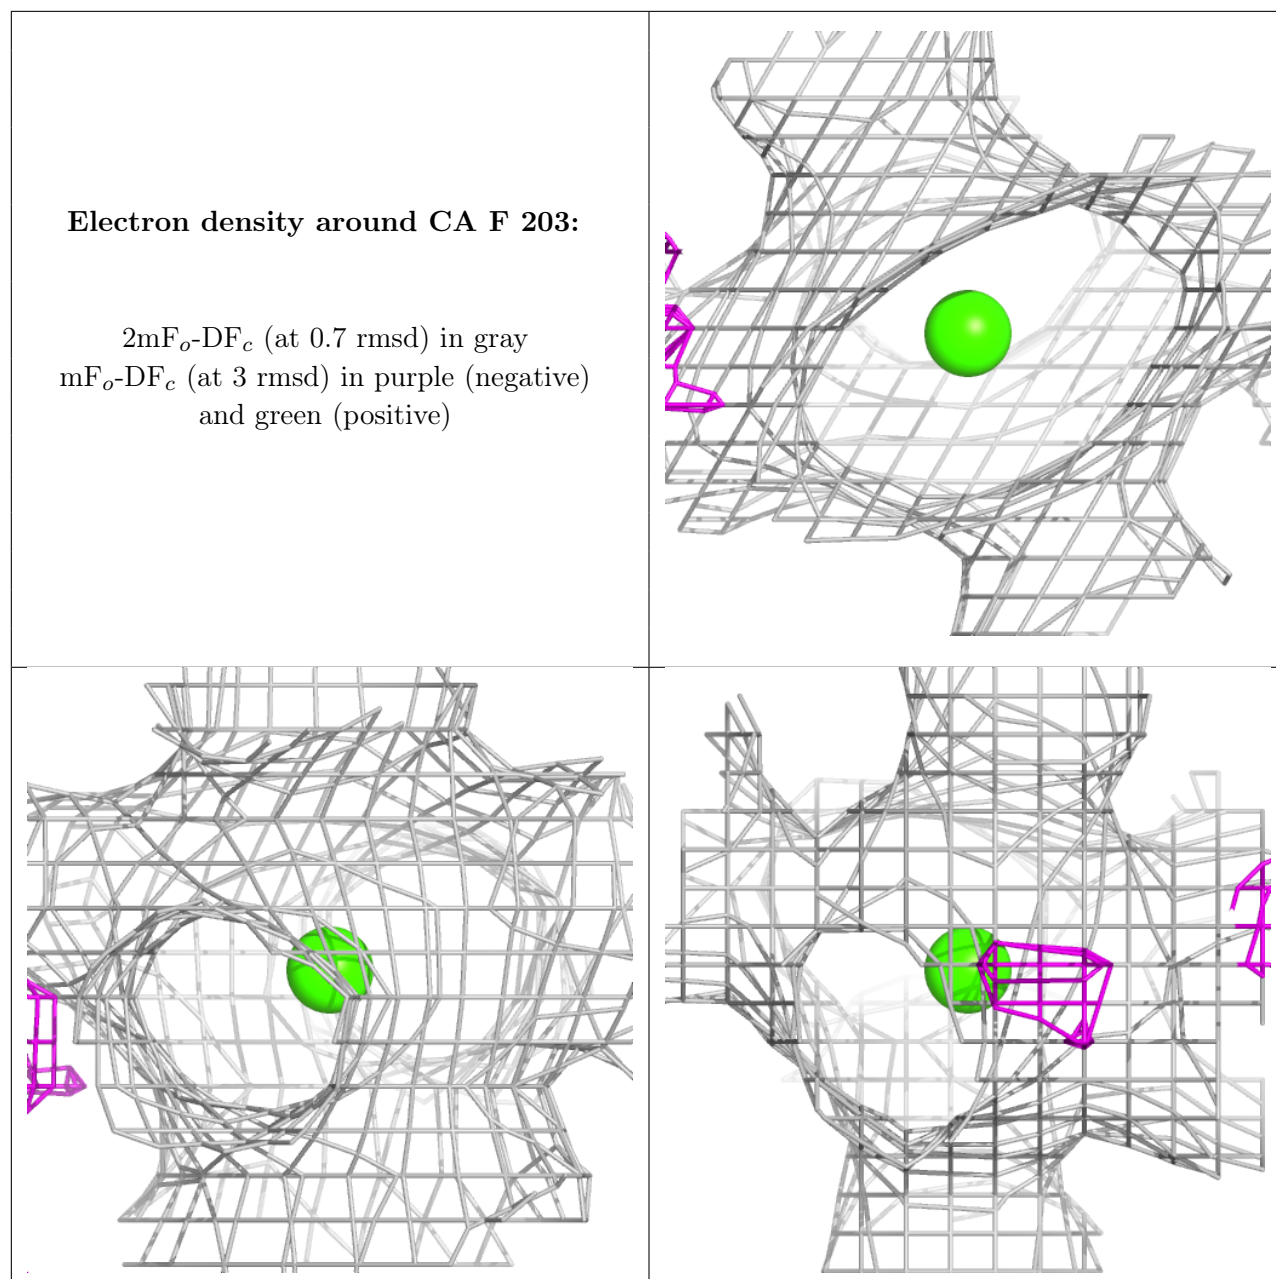 Electron density around CA F 203:
2mFo-DFc (at 0.7 rmsd) in gray
mFo-DFc (at 3 rmsd) in purple (negative)
and green (positive)